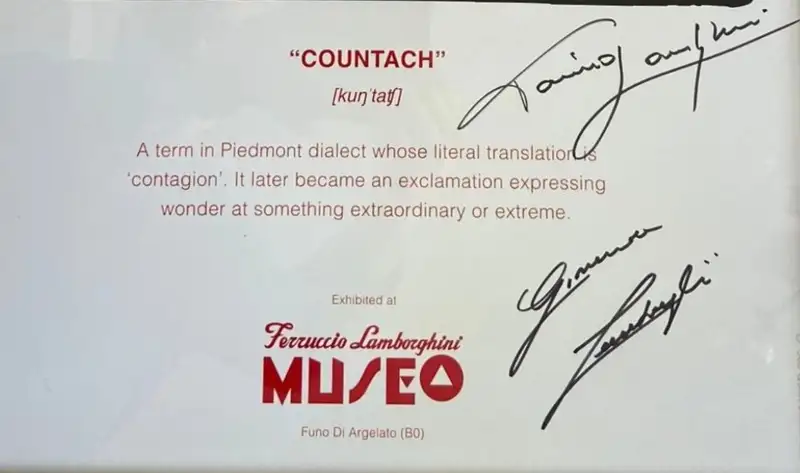 “COUNTACH”
[kuŋˈtatʃ]
A term in Piedmont dialect whose literal translation is
‘contagion’. It later became an exclamation expressing
wonder at something extraordinary or extreme.
Exhibited at
Ferruccio Lamborghini
MUSEO
Funo Di Argelato (BO)